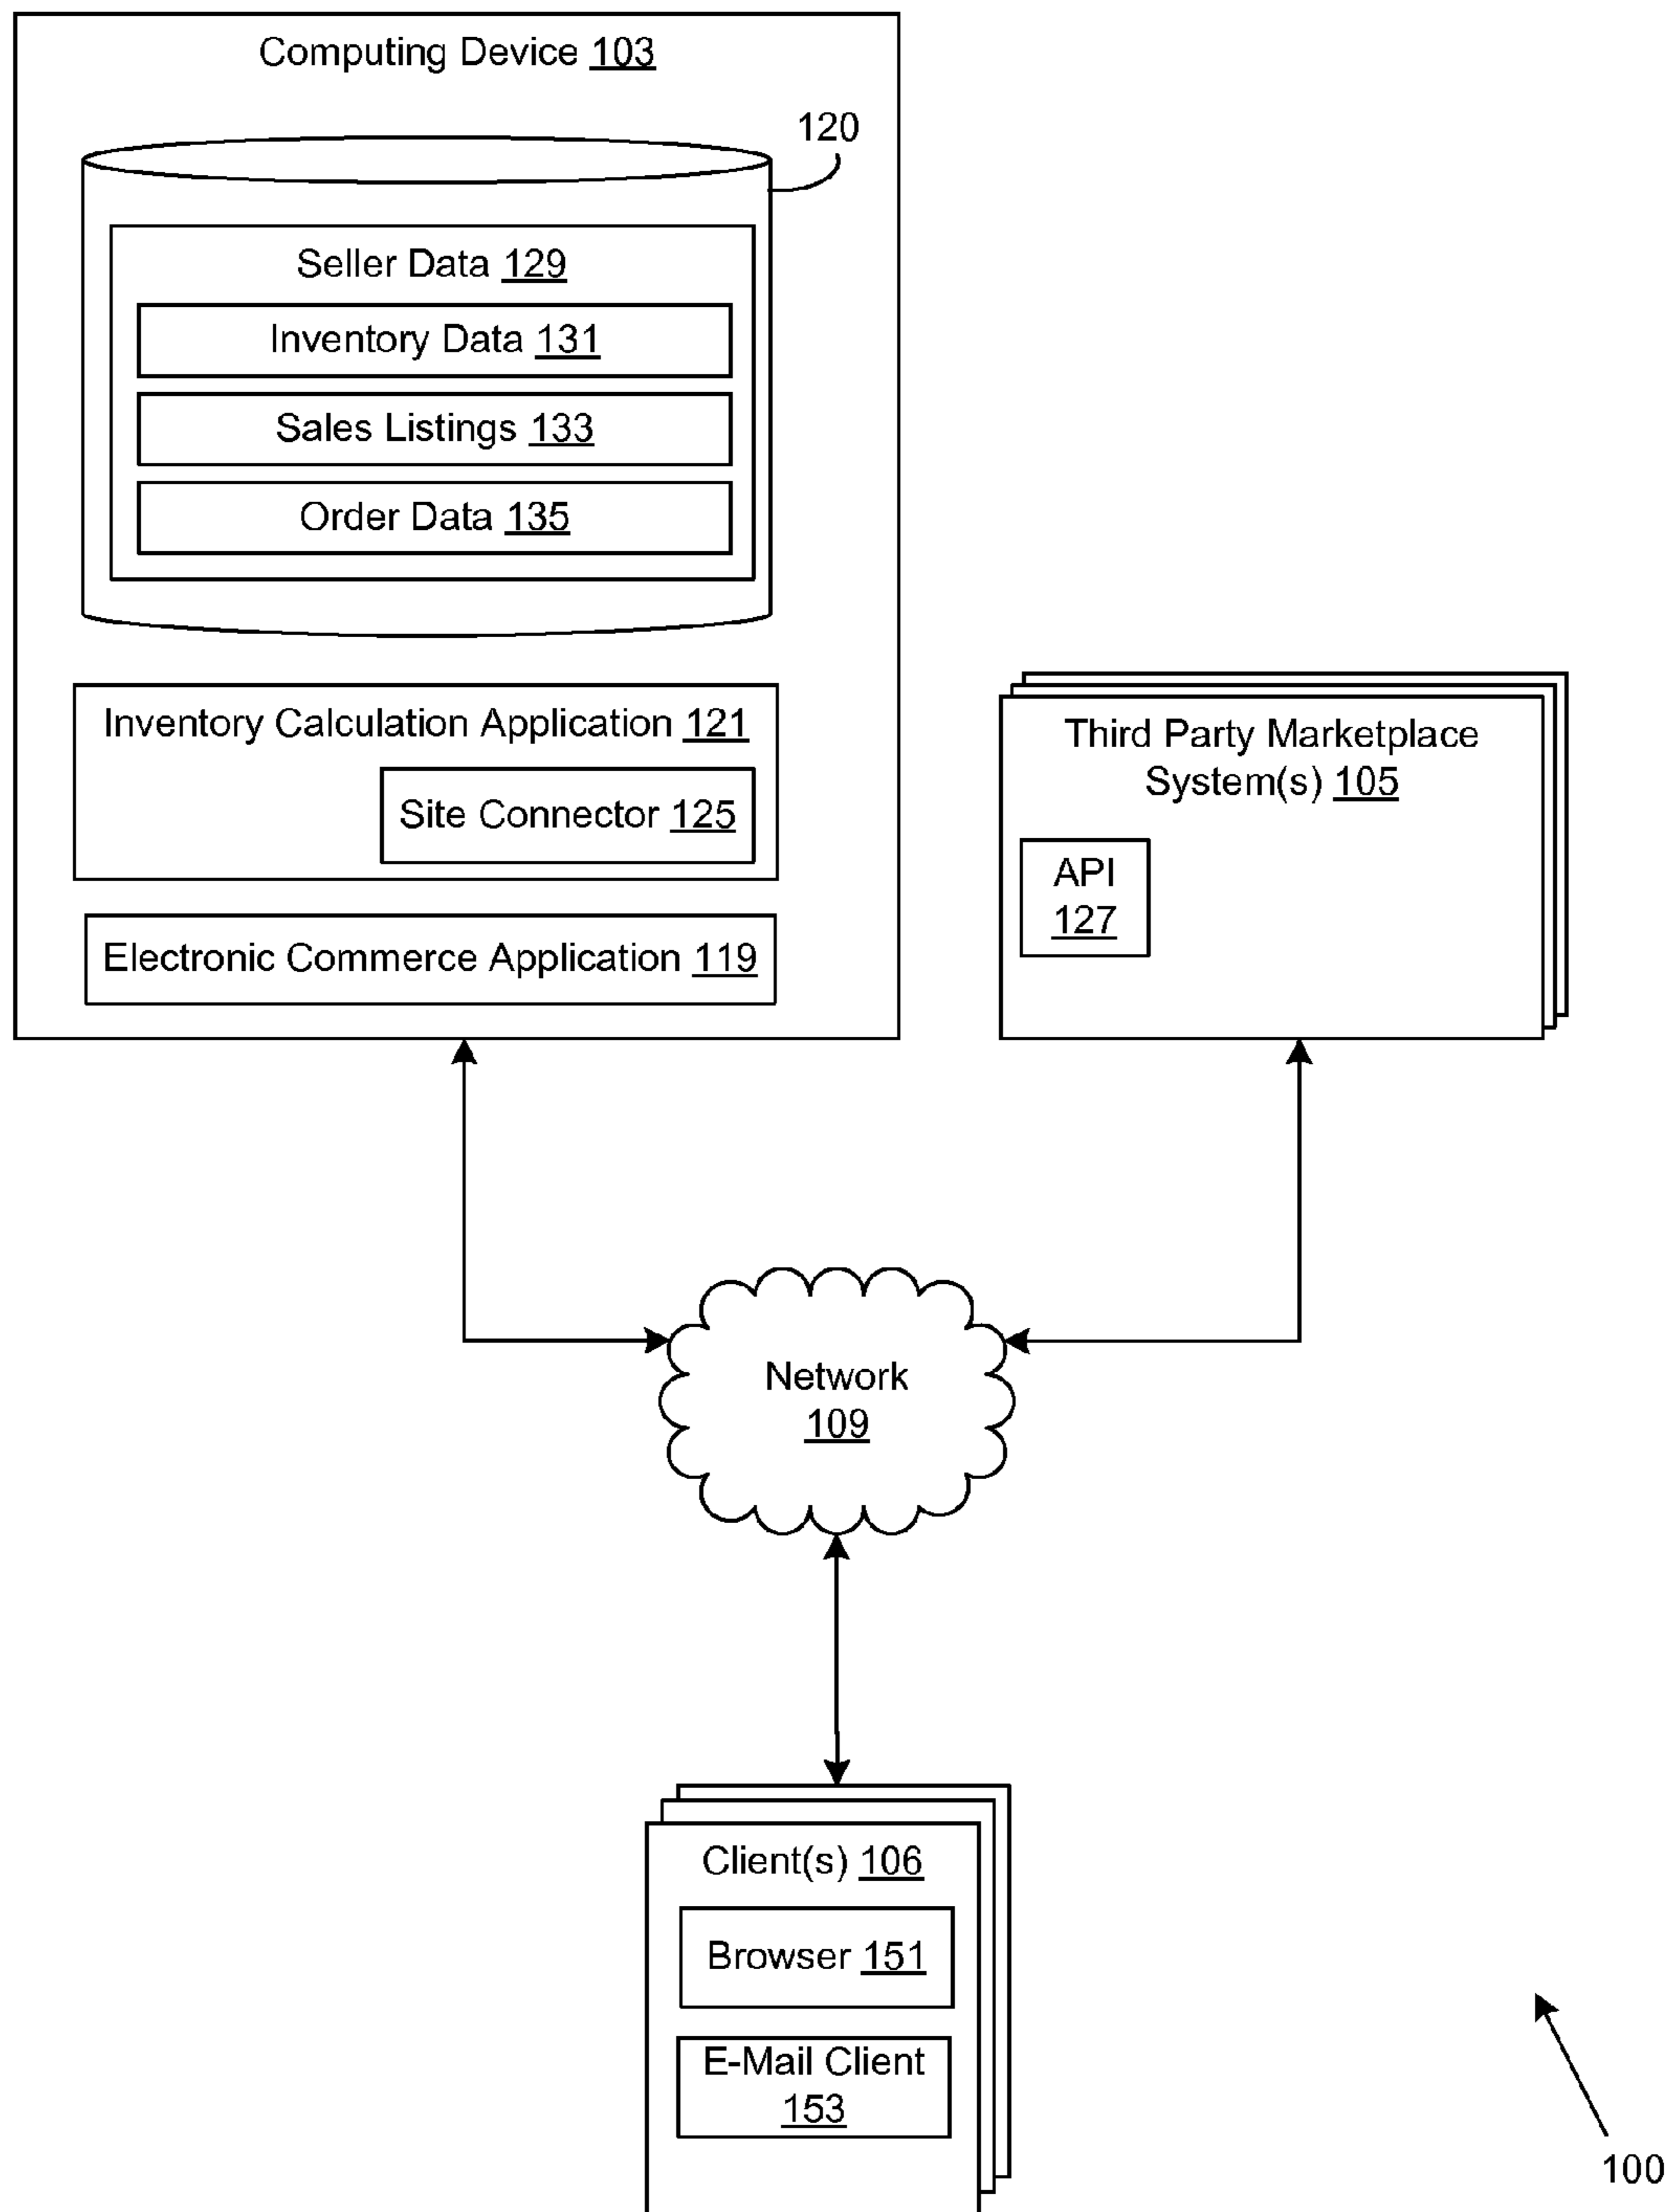 Computing Device 103
120
Seller Data 129
Inventory Data 131
Sales Listings 133
Order Data 135
Inventory Calculation Application 121
Site Connector 125
Electronic Commerce Application 119
Third Party Marketplace
System(s) 105
API
127
Network
109
Client(s) 106
Browser 151
E-Mail Client
153
100